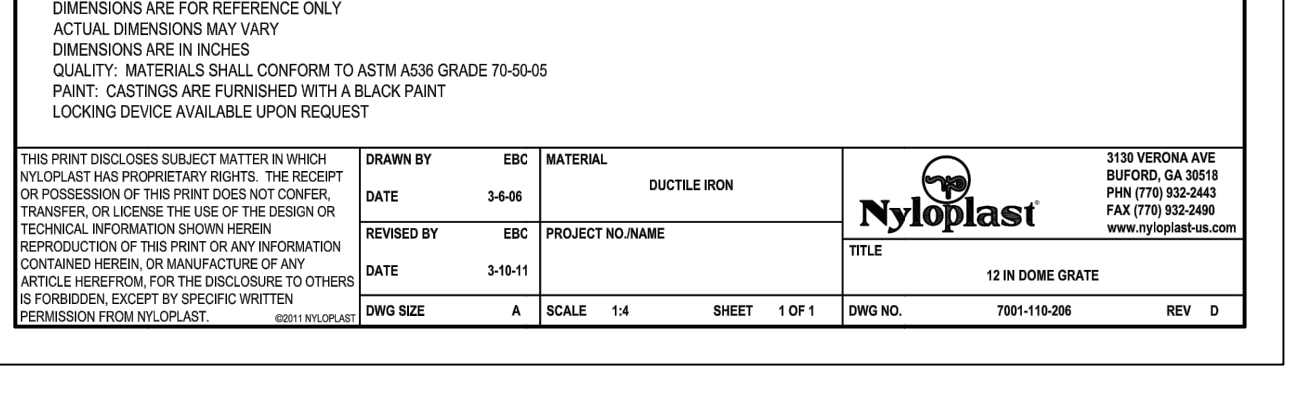 DIMENSIONS ARE FOR REFERENCE ONLY
ACTUAL DIMENSIONS MAY VARY
DIMENSIONS ARE IN INCHES
QUALITY: MATERIALS SHALL CONFORM TO ASTM A536 GRADE 70-50-05
PAINT: CASTINGS ARE FURNISHED WITH A BLACK PAINT
LOCKING DEVICE AVAILABLE UPON REQUEST
THIS PRINT DISCLOSES SUBJECT MATTER IN WHICH
NYLOPLAST HAS PROPRIETARY RIGHTS. THE RECEIPT
OR POSSESSION OF THIS PRINT DOES NOT CONFER,
TRANSFER, OR LICENSE THE USE OF THE DESIGN OR
TECHNICAL INFORMATION SHOWN HEREIN
REPRODUCTION OF THIS PRINT OR ANY INFORMATION
CONTAINED HEREIN, OR MANUFACTURE OF ANY
ARTICLE HEREFROM, FOR THE DISCLOSURE TO OTHERS
IS FORBIDDEN, EXCEPT BY SPECIFIC WRITTEN
PERMISSION FROM NYLOPLAST. ©2011 NYLOPLAST
DRAWN BY EBC
DATE 3-6-06
REVISED BY EBC
DATE 3-10-11
DWG SIZE A
MATERIAL
DUCTILE IRON
PROJECT NO./NAME
SCALE 1:4 SHEET 1 OF 1
Nyloplast®
3130 VERONA AVE
BUFORD, GA 30518
PHN (770) 932-2443
FAX (770) 932-2490
www.nyloplast-us.com
TITLE
12 IN DOME GRATE
DWG NO. 7001-110-206 REV D